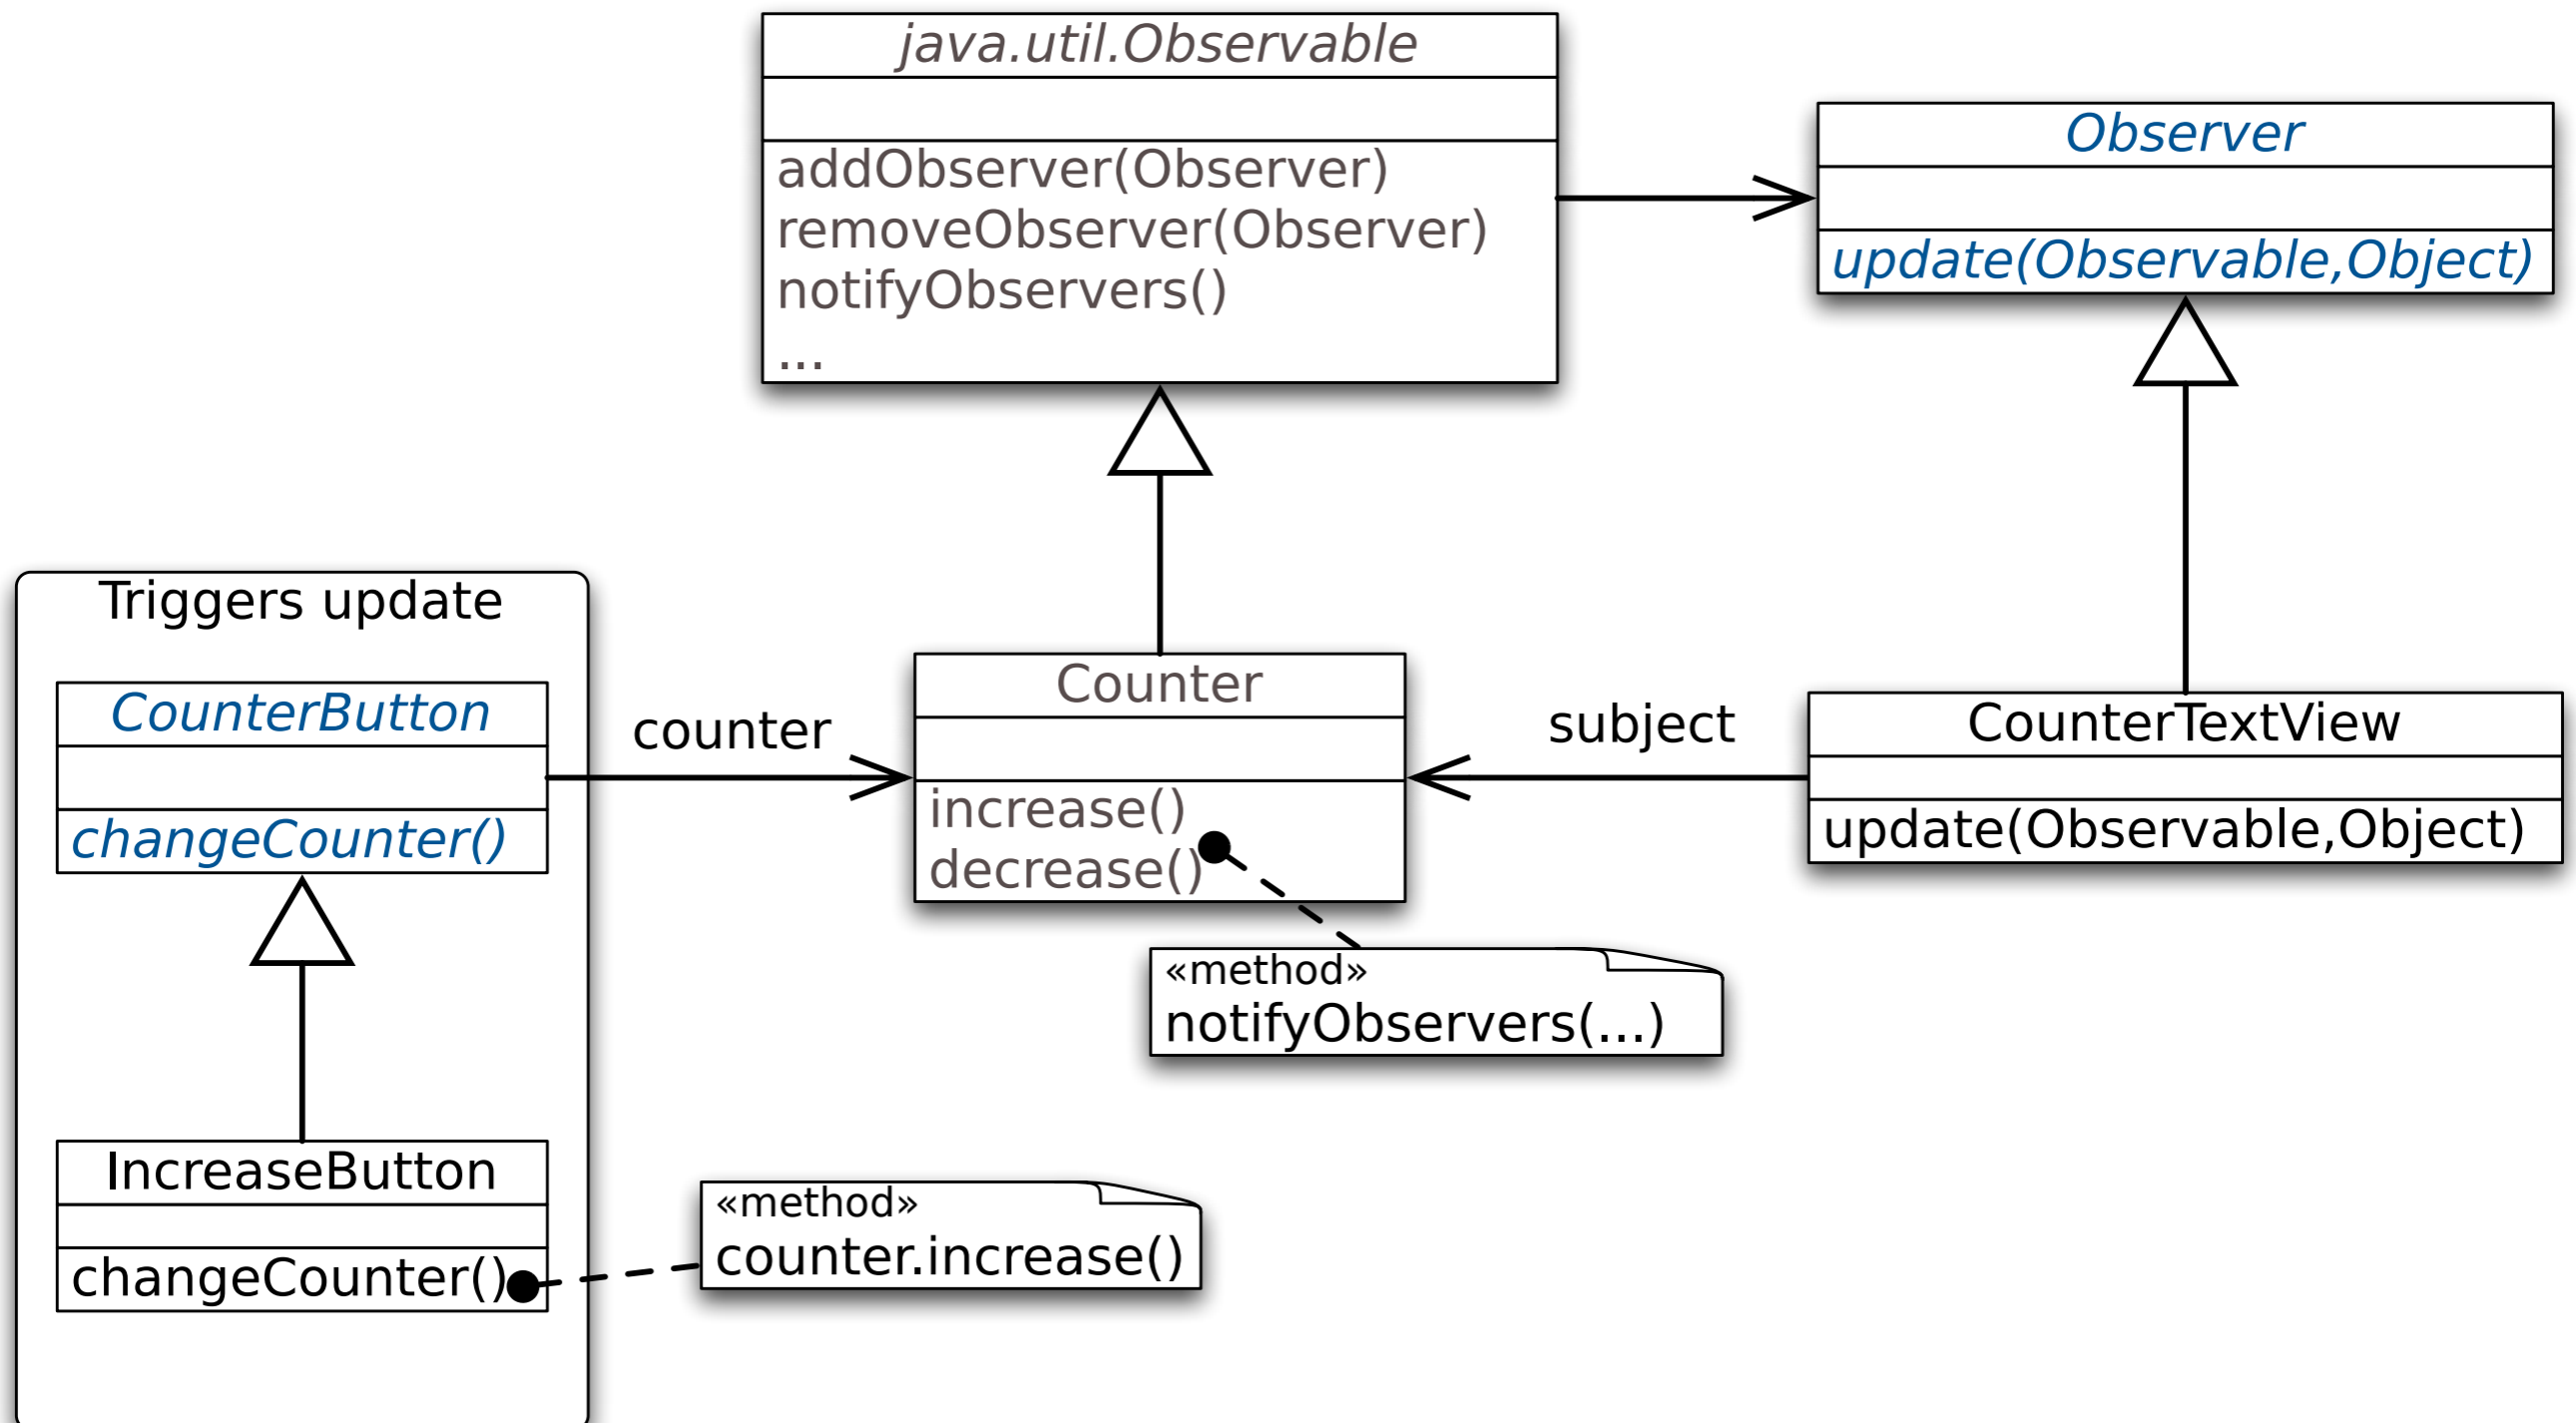 java.util.Observable
addObserver(Observer)
removeObserver(Observer)
notifyObservers()
...
Observer
update(Observable,Object)
Triggers update
CounterButton
changeCounter()
counter
Counter
increase()
decrease()
subject
CounterTextView
update(Observable,Object)
«method»
notifyObservers(...)
IncreaseButton
changeCounter()
«method»
counter.increase()